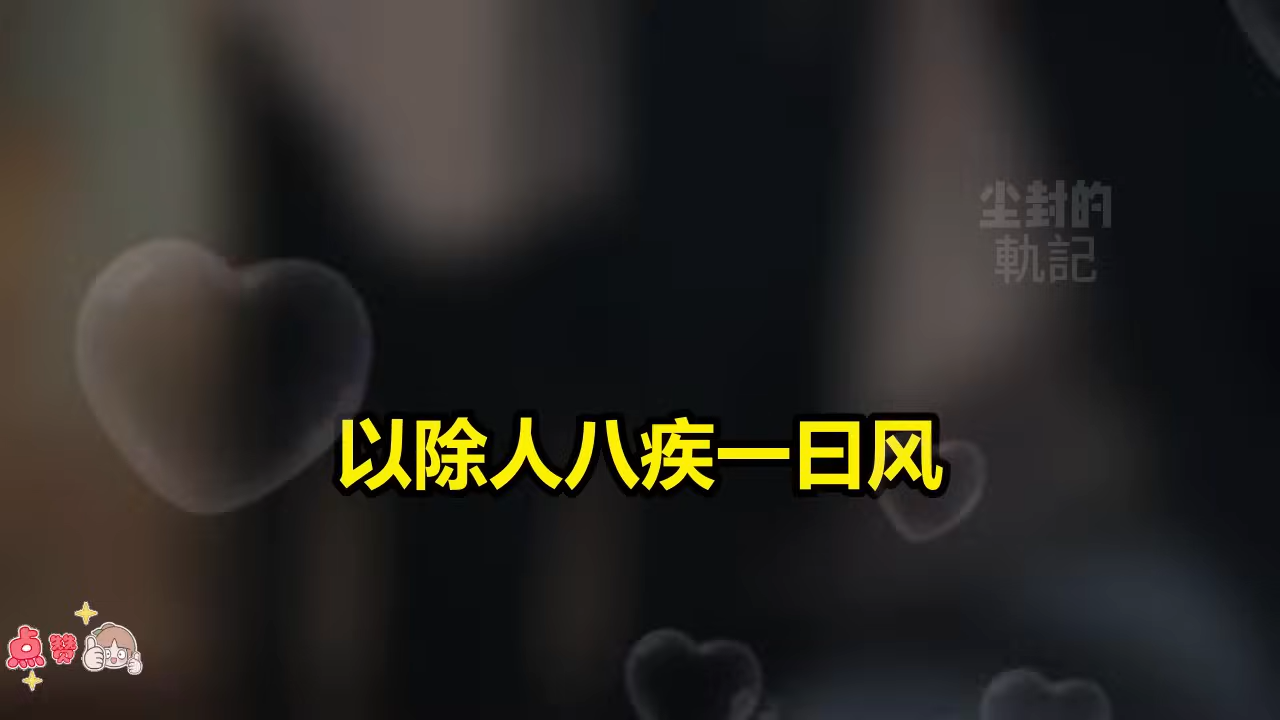 尘封的
軌記
以除人八疾一曰风
点赞